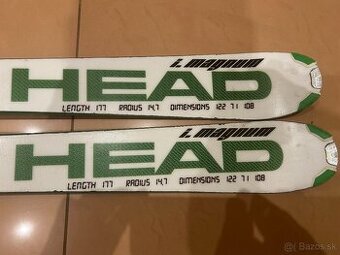 i. magnum
HEAD
LENGTH 177 RADIUS 14,7 DIMENSIONS 122 71 108
i. magnum
HEAD
LENGTH 177 RADIUS 14,7 DIMENSIONS 122 71 108
Bazos.sk